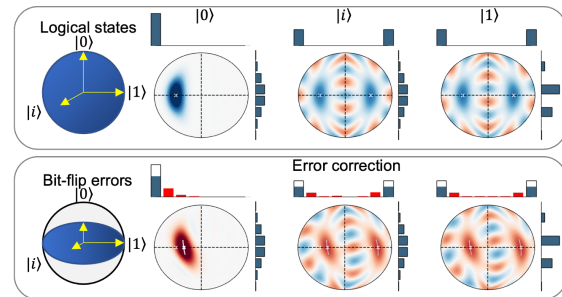 |0⟩ |i⟩ |1⟩
Logical states
|0⟩
|1⟩
|i⟩
Bit-flip errors
Error correction
|0⟩
|1⟩
|i⟩